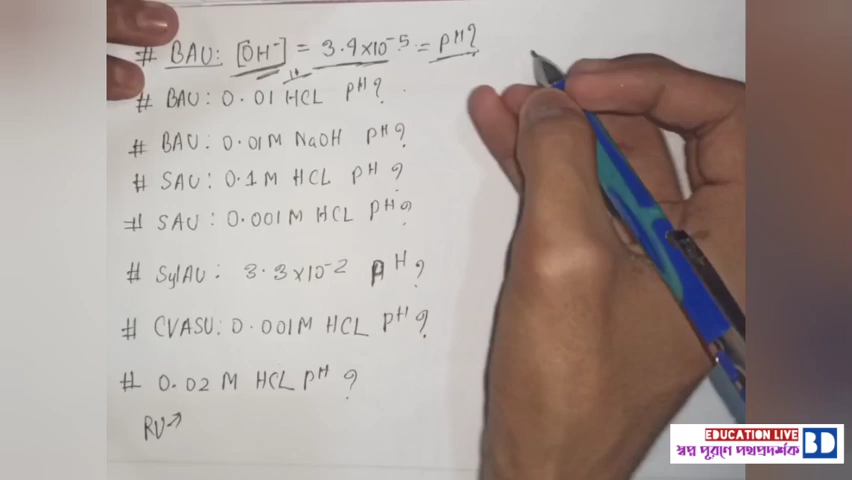 # BAU: [OH⁻] = 3.9×10⁻⁵ = pH?
# BAU: 0.01 HCL pH?
# BAU: 0.01M NaOH pH?
# SAU: 0.1M HCL pH?
# SAU: 0.001M HCL pH?
# SylAU: 3.3×10⁻² pH?
# CVASU: 0.001M HCL pH?
# 0.02 M HCL pH?
RU→
EDUCATION LIVE
স্বপ্ন পূরণে পথপ্রদর্শক BD